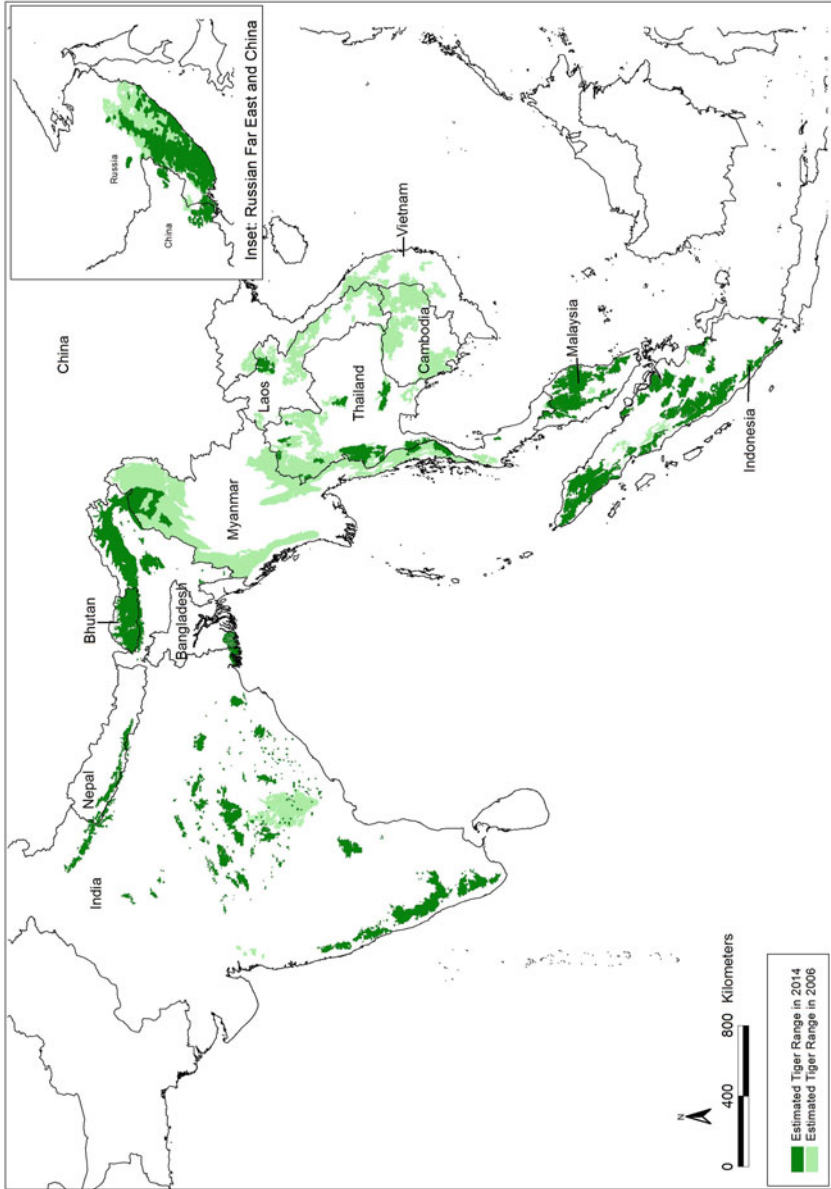 Inset: Russian Far East and China
Russia
China
China
Nepal
Bhutan
India
Bangladesh
Myanmar
Laos
Thailand
Cambodia
Vietnam
Malaysia
Indonesia
N
0 400 800 Kilometers
Estimated Tiger Range in 2014
Estimated Tiger Range in 2006